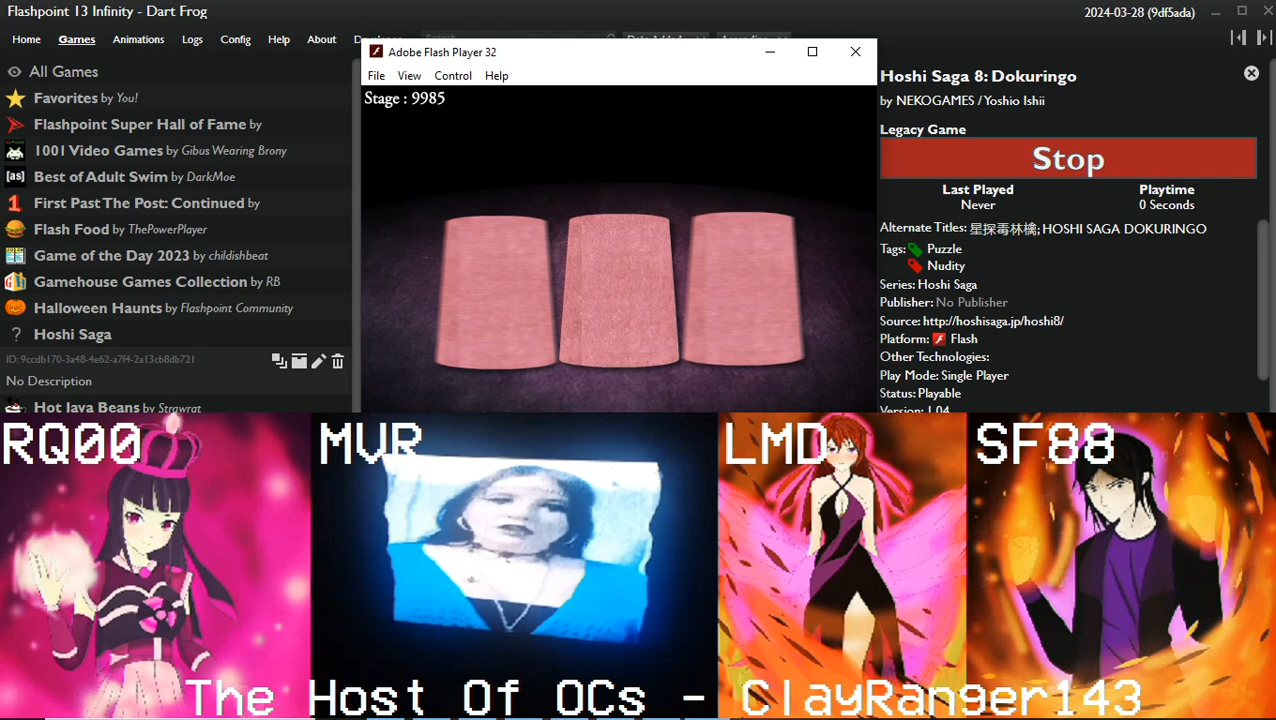 Flashpoint 13 Infinity - Dart Frog
2024-03-28 (9df5ada)
Home Games Animations Logs Config Help About
All Games
Favorites by You!
Flashpoint Super Hall of Fame by
1001 Video Games by Gibus Wearing Brony
[as] Best of Adult Swim by DarkMoe
1 First Past The Post: Continued by
Flash Food by ThePowerPlayer
Game of the Day 2023 by childishbeat
Gamehouse Games Collection by RB
Halloween Haunts by Flashpoint Community
? Hoshi Saga
No Description
Hot Java Beans by Strawrat
Adobe Flash Player 32
File View Control Help
Stage : 9985
Hoshi Saga 8: Dokuringo
by NEKOGAMES / Yoshio Ishii
Legacy Game
Stop
Last Played Playtime
Never 0 Seconds
Alternate Titles: 星探毒林檎; HOSHI SAGA DOKURINGO
Tags: Puzzle
Nudity
Series: Hoshi Saga
Publisher: No Publisher
Source: http://hoshisaga.jp/hoshi8/
Platform: Flash
Other Technologies:
Play Mode: Single Player
Status: Playable
Version: 1.04
RQ00 MVR LMD SF88
The Host Of OCs - ClayRanger143